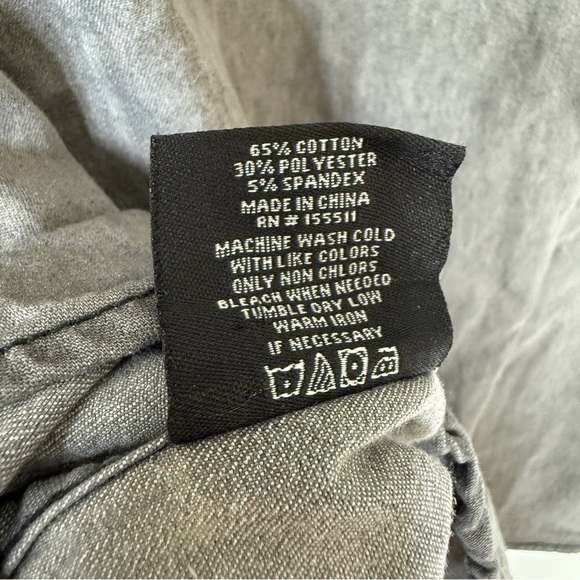 65% COTTON
30% POLYESTER
5% SPANDEX
MADE IN CHINA
RN # 155511
MACHINE WASH COLD
WITH LIKE COLORS
ONLY NON CHLORS
BLEACH WHEN NEEDED
TUMBLE DRY LOW
WARM IRON
IF NECESSARY